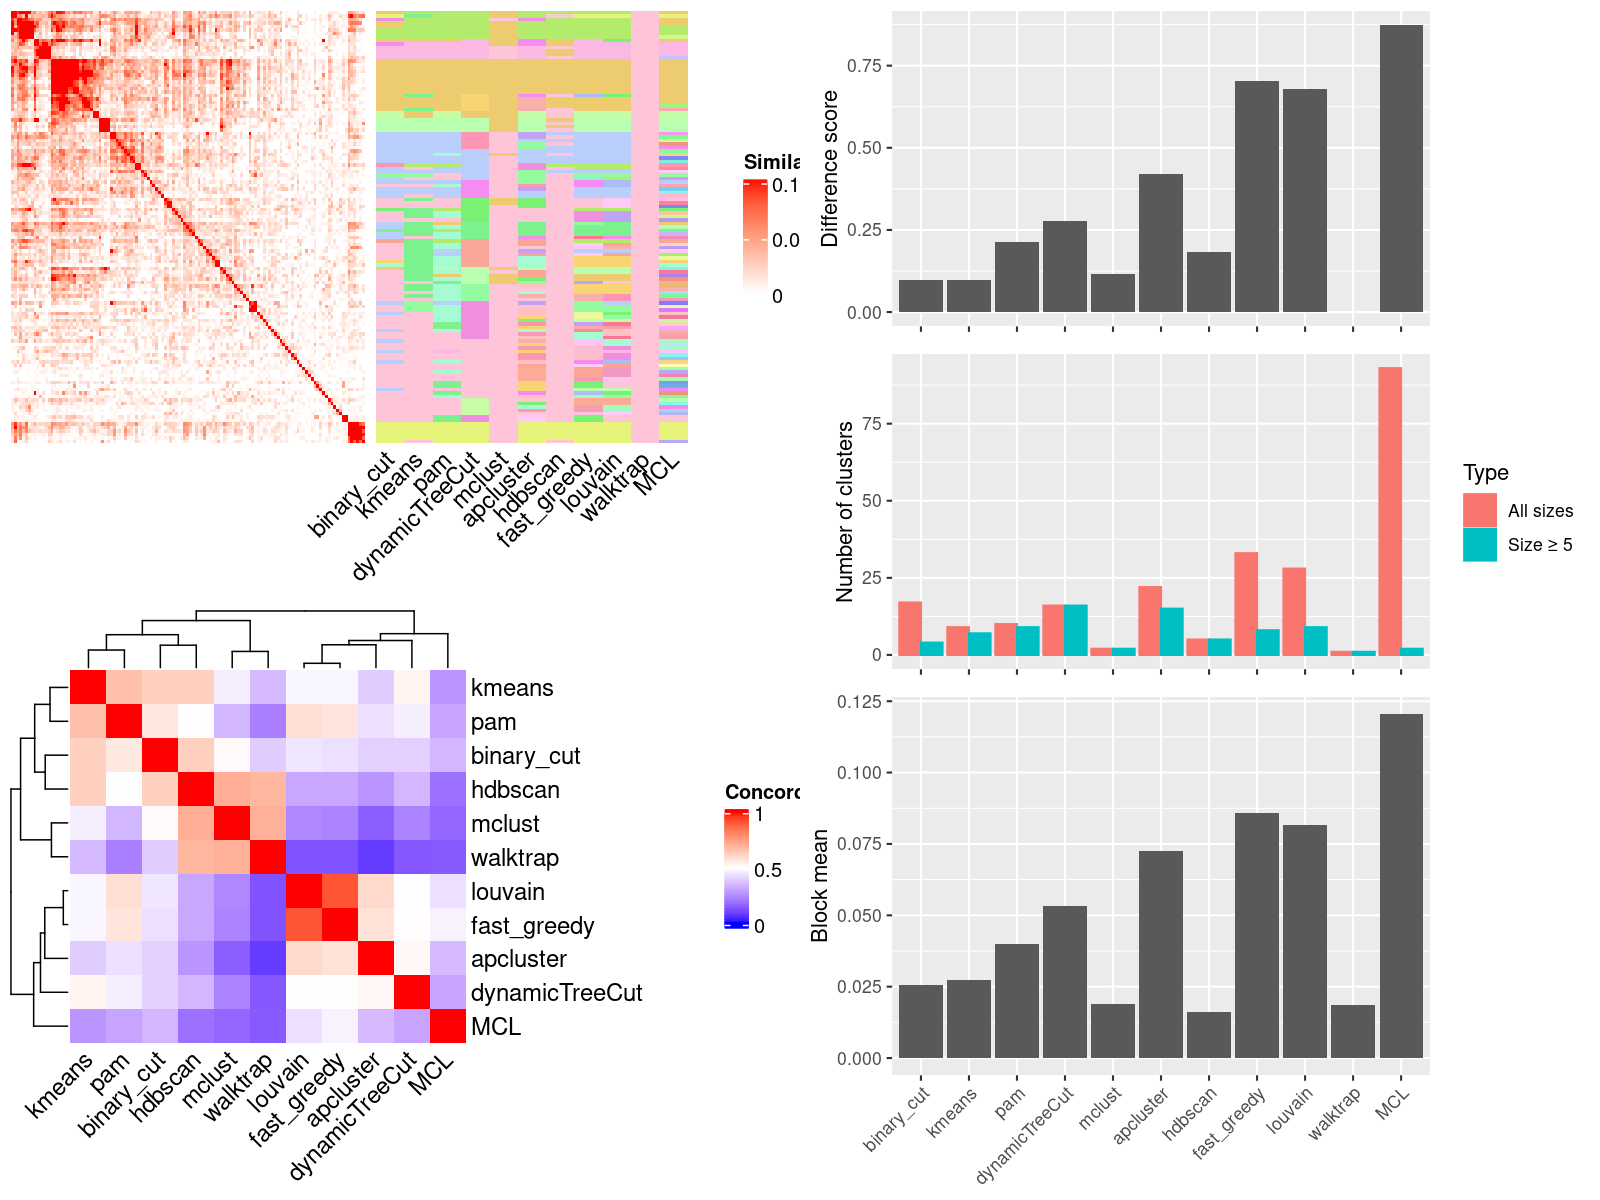 Simila
0.1
0.0
0
binary_cut
kmeans
pam
dynamicTreeCut
mclust
apcluster
hdbscan
fast_greedy
louvain
walktrap
MCL
kmeans
pam
binary_cut
hdbscan
mclust
walktrap
louvain
fast_greedy
apcluster
dynamicTreeCut
MCL
kmeans
pam
binary_cut
hdbscan
mclust
walktrap
louvain
fast_greedy
apcluster
dynamicTreeCut
MCL
Concord
1
0.5
0
Difference score
0.75
0.50
0.25
0.00
Number of clusters
75
50
25
0
Type
All sizes
Size ≥ 5
Block mean
0.125
0.100
0.075
0.050
0.025
0.000
binary_cut
kmeans
pam
dynamicTreeCut
mclust
apcluster
hdbscan
fast_greedy
louvain
walktrap
MCL